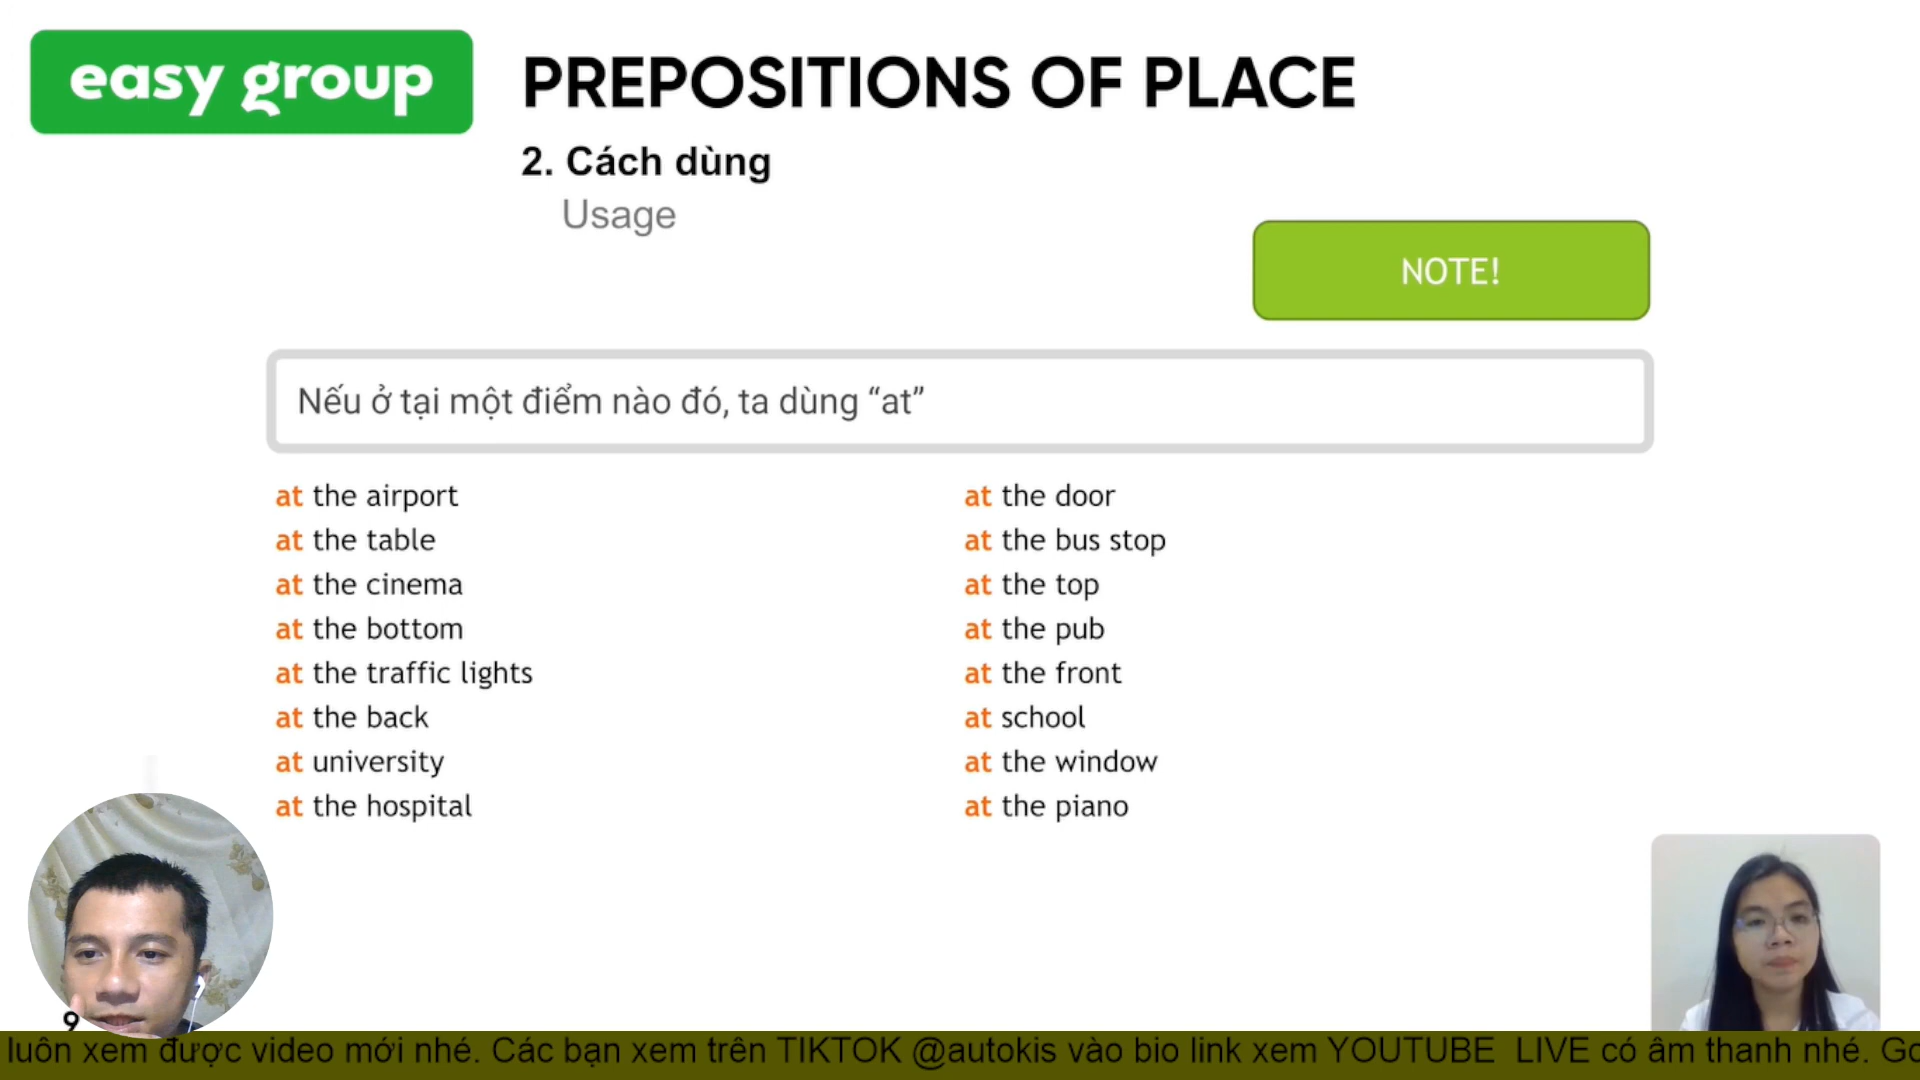 easy group
PREPOSITIONS OF PLACE
2. Cách dùng
Usage
NOTE!
Nếu ở tại một điểm nào đó, ta dùng “at”
at the airport
at the table
at the cinema
at the bottom
at the traffic lights
at the back
at university
at the hospital
at the door
at the bus stop
at the top
at the pub
at the front
at school
at the window
at the piano
9
luôn xem được video mới nhé. Các bạn xem trên TIKTOK @autokis vào bio link xem YOUTUBE LIVE có âm thanh nhé.